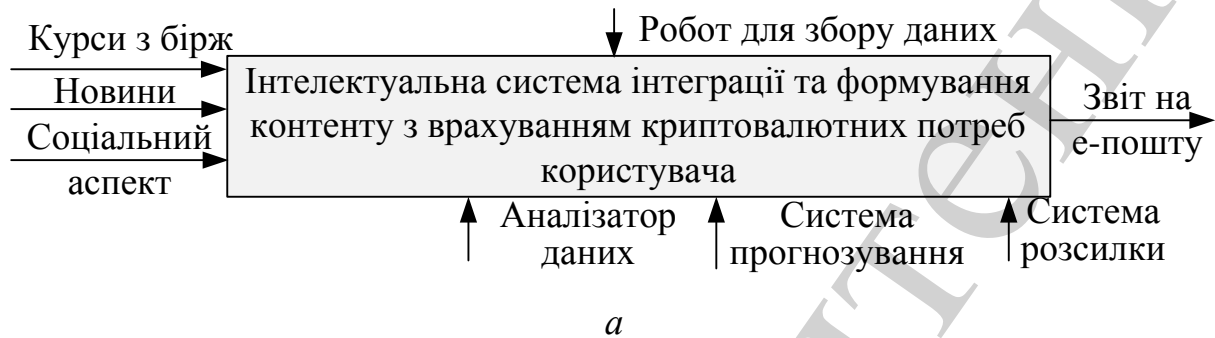 Курси з бірж
Новини
Соціальний
аспект
Робот для збору даних
Інтелектуальна система інтеграції та формування
контенту з врахуванням криптовалютних потреб
користувача
Звіт на
е-пошту
Аналізатор
даних
Система
прогнозування
Система
розсилки
а